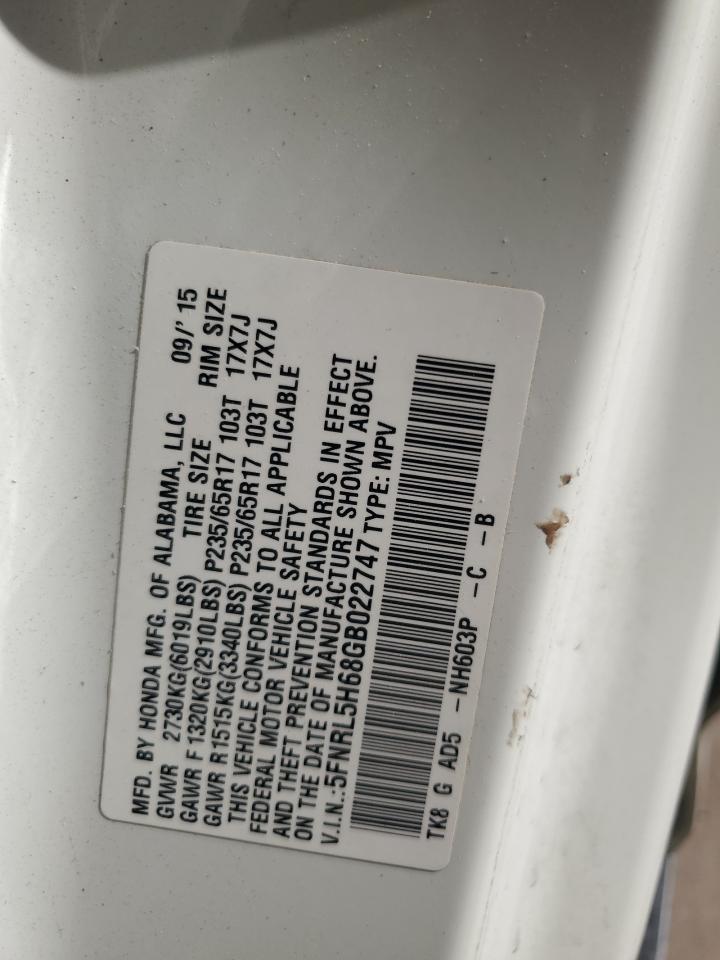 MFD. BY HONDA MFG. OF ALABAMA, LLC 09/' 15
GVWR 2730KG(6019LBS) TIRE SIZE RIM SIZE
GAWR F 1320KG(2910LBS) P235/65R17 103T 17X7J
GAWR R1515KG(3340LBS) P235/65R17 103T 17X7J
THIS VEHICLE CONFORMS TO ALL APPLICABLE
FEDERAL MOTOR VEHICLE SAFETY
AND THEFT PREVENTION STANDARDS IN EFFECT
ON THE DATE OF MANUFACTURE SHOWN ABOVE.
V.I.N.:5FNRL5H68GB022747 TYPE: MPV
TK8 G AD5 -NH603P -C -B